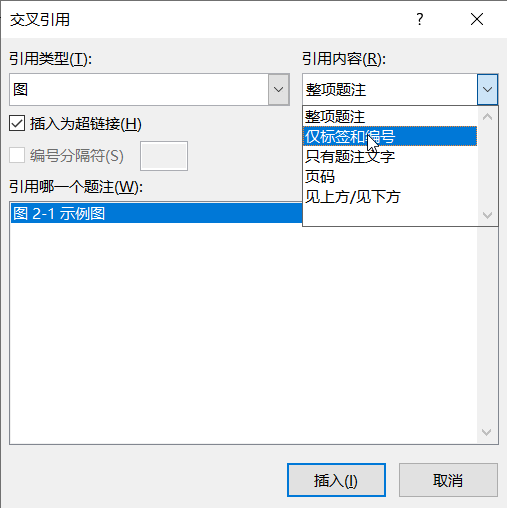 交叉引用
?
引用类型(T):
引用内容(R):
图
整项题注
插入为超链接(H)
整项题注
仅标签和编号
只有题注文字
页码
见上方/见下方
编号分隔符(S)
引用哪一个题注(W):
图 2-1 示例图
插入(I)
取消